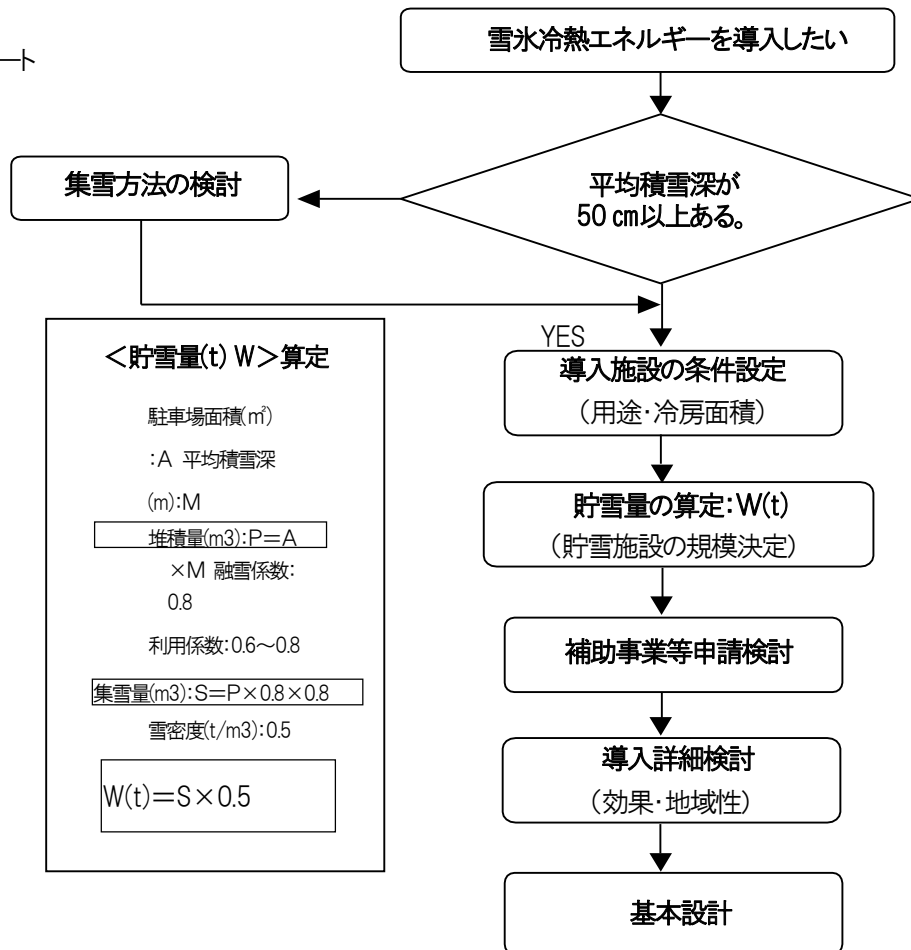 雪氷冷熱エネルギーを導入したい
ート
平均積雪深が
50 cm以上ある。
集雪方法の検討
YES
導入施設の条件設定
（用途・冷房面積）
貯雪量の算定：W(t)
（貯雪施設の規模決定）
補助事業等申請検討
導入詳細検討
（効果・地域性）
基本設計
＜貯雪量(t) W＞算定
駐車場面積(㎡)
：A 平均積雪深
(m)：M
堆積量(m3)：P＝A
×M 融雪係数：
0.8
利用係数：0.6～0.8
集雪量(m3)：S＝P×0.8×0.8
雪密度(t/m3)：0.5
W(t)＝S×0.5